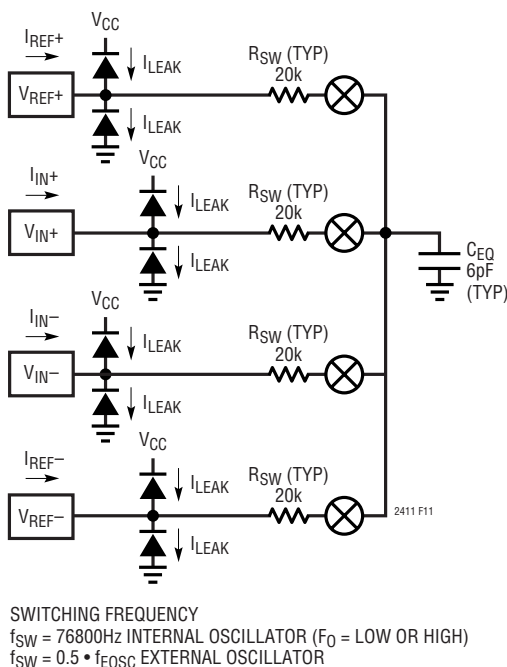 VCC
IREF+
ILEAK
RSW (TYP)
20k
VREF+
ILEAK
VCC
IIN+
ILEAK
RSW (TYP)
20k
VIN+
ILEAK
CEQ
6pF
(TYP)
VCC
IIN–
ILEAK
RSW (TYP)
20k
VIN–
ILEAK
VCC
IREF–
ILEAK
RSW (TYP)
20k
VREF–
2411 F11
ILEAK
SWITCHING FREQUENCY
fSW = 76800Hz INTERNAL OSCILLATOR (FO = LOW OR HIGH)
fSW = 0.5 • fEOSC EXTERNAL OSCILLATOR